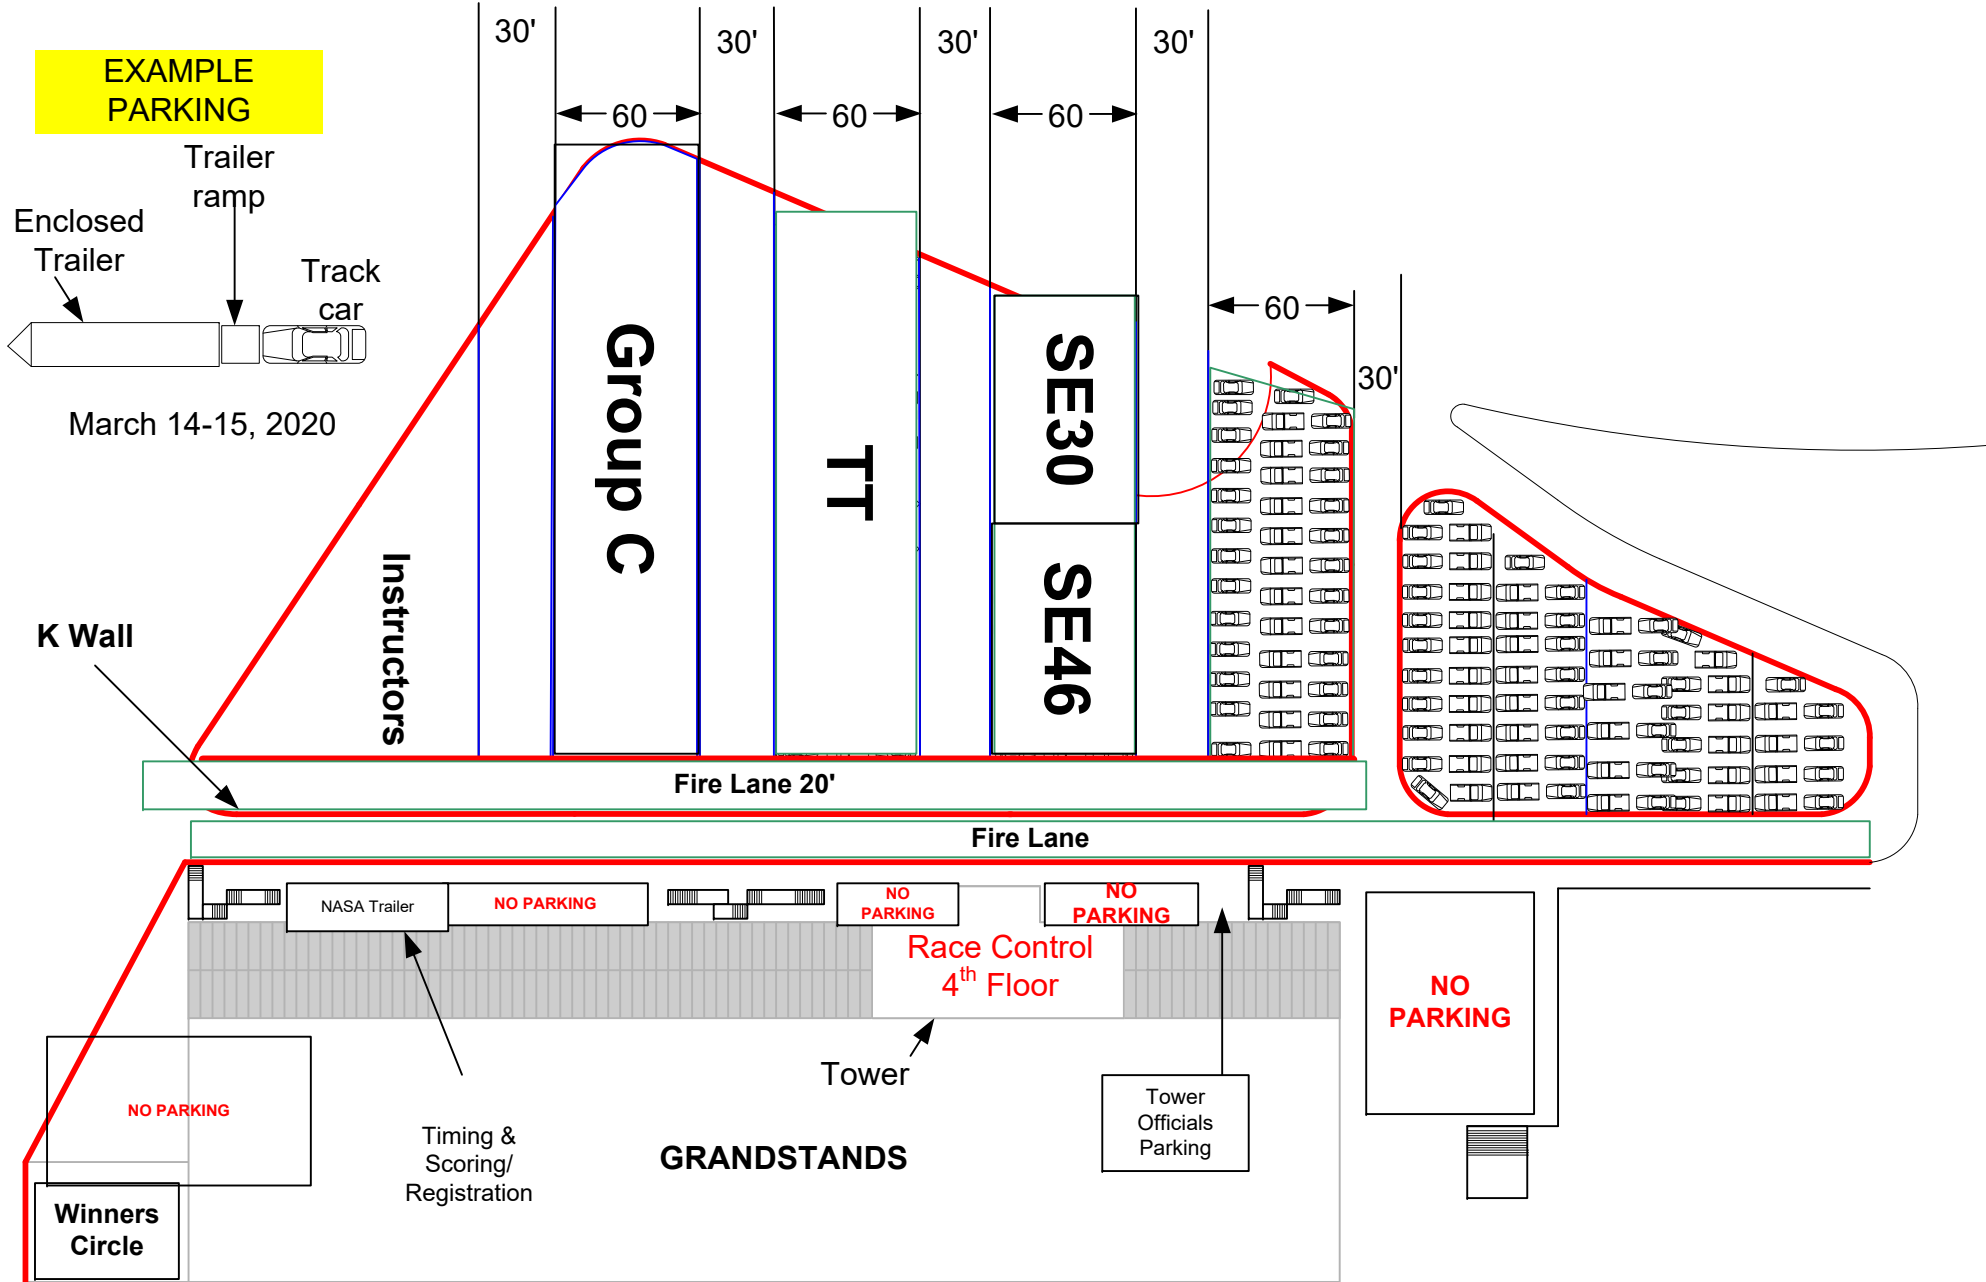 30'
30'
30'
30'
EXAMPLE
PARKING
60
60
60
Trailer
ramp
Enclosed
Trailer
Track
car
60
30'
March 14-15, 2020
Group C
TT
SE30
SE46
Instructors
K Wall
Fire Lane 20'
Fire Lane
NASA Trailer
NO PARKING
NO
PARKING
NO
PARKING
Race Control
4th Floor
NO
PARKING
Tower
Tower
Officials
Parking
NO PARKING
Timing &
Scoring/
Registration
GRANDSTANDS
Winners
Circle